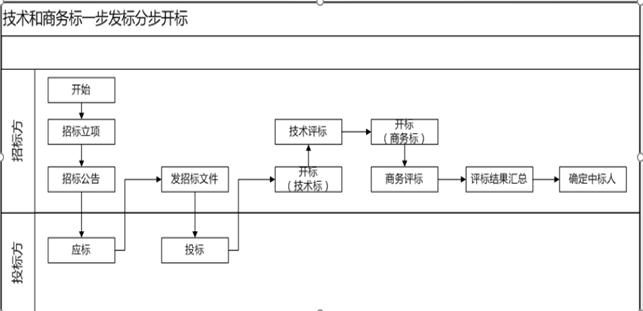 技术和商务标一步发标分步开标
招标方
开始
招标立项
招标公告
发招标文件
技术评标
开标
（技术标）
开标
（商务标）
商务评标
评标结果汇总
确定中标人
投标方
应标
投标